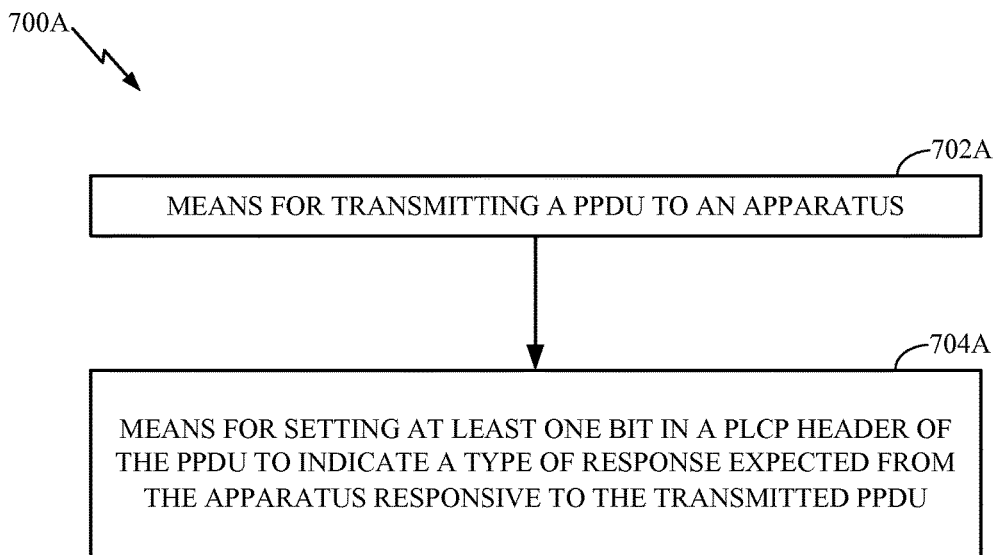 700A
702A
MEANS FOR TRANSMITTING A PPDU TO AN APPARATUS
704A
MEANS FOR SETTING AT LEAST ONE BIT IN A PLCP HEADER OF
THE PPDU TO INDICATE A TYPE OF RESPONSE EXPECTED FROM
THE APPARATUS RESPONSIVE TO THE TRANSMITTED PPDU